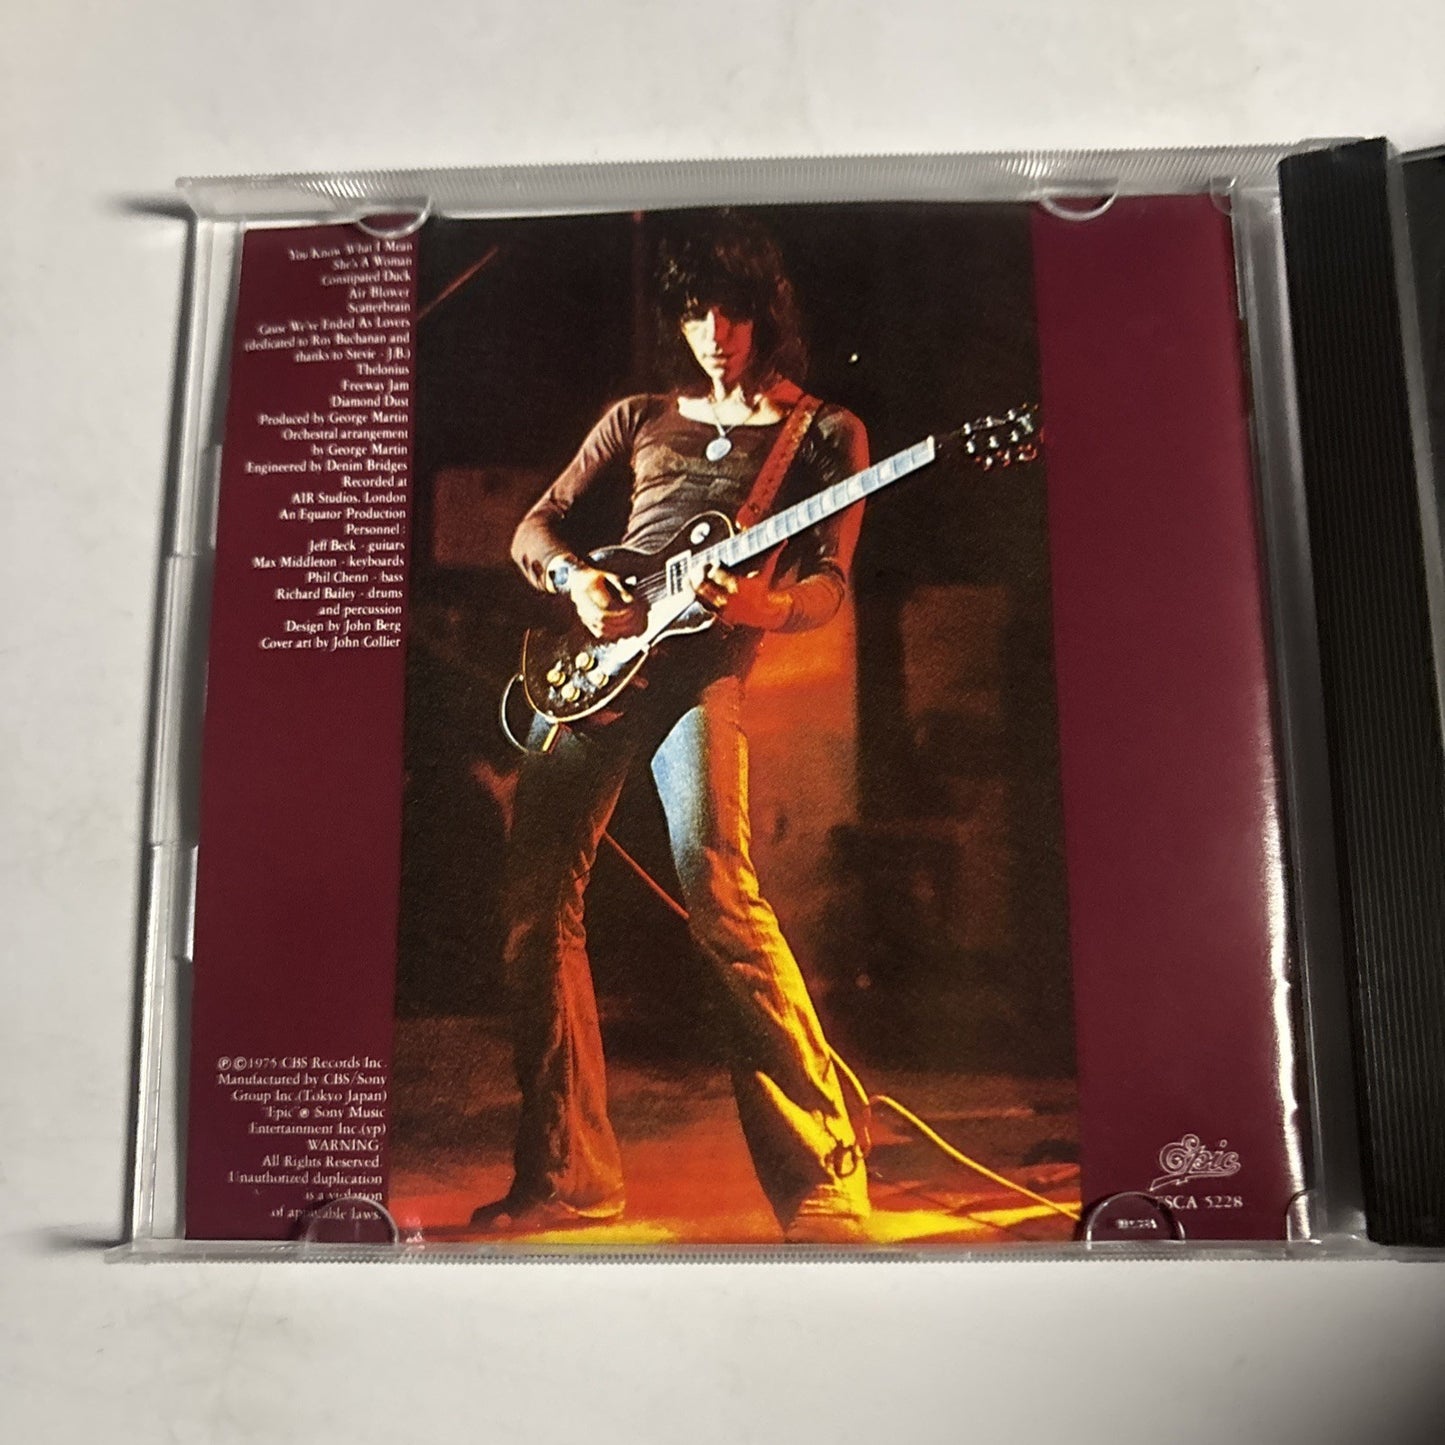 You Know What I Mean
She's A Woman
Constipated Duck
Air Blower
Scatterbrain
'Cause We've Ended As Lovers
(dedicated to Roy Buchanan and
thanks to Stevie - J.B.)
Thelonius
Freeway Jam
Diamond Dust
Produced by George Martin
Orchestral arrangement
by George Martin
Engineered by Denim Bridges
Recorded at
AIR Studios, London
An Equator Production
Personnel :
Jeff Beck - guitars
Max Middleton - keyboards
Phil Chenn - bass
Richard Bailey - drums
and percussion
Design by John Berg
Cover art by John Collier
℗ © 1975 CBS Records Inc.
Manufactured by CBS/Sony
Group Inc.(Tokyo Japan)
"Epic" ® Sony Music
Entertainment Inc.(yp)
WARNING:
All Rights Reserved.
Unauthorized duplication
is a violation
of applicable laws.
Epic
ESCA 5228